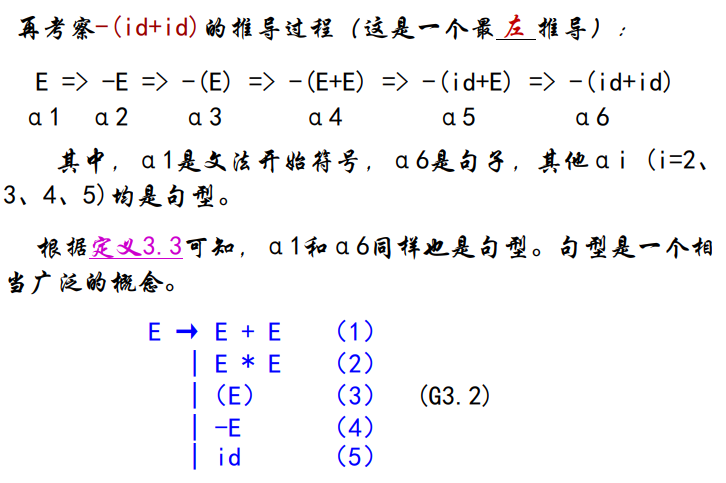 再考察-(id+id)的推导过程（这是一个最 左 推导）：
E => -E => -(E) => -(E+E) => -(id+E) => -(id+id)
α1 α2 α3 α4 α5 α6
其中，α1是文法开始符号，α6是句子，其他αi (i=2、
3、4、5)均是句型。
根据定义3.3可知，α1和α6同样也是句型。句型是一个相
当广泛的概念。
E → E + E (1)
| E * E (2)
| (E) (3) (G3.2)
| -E (4)
| id (5)